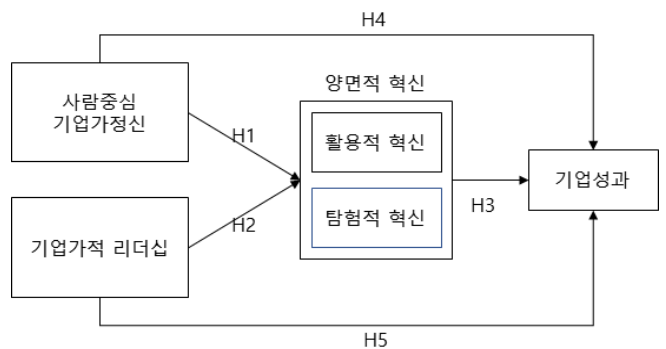 H4
사람중심
기업가정신
양면적 혁신
H1
활용적 혁신
기업성과
탐험적 혁신
H3
H2
기업가적 리더십
H5